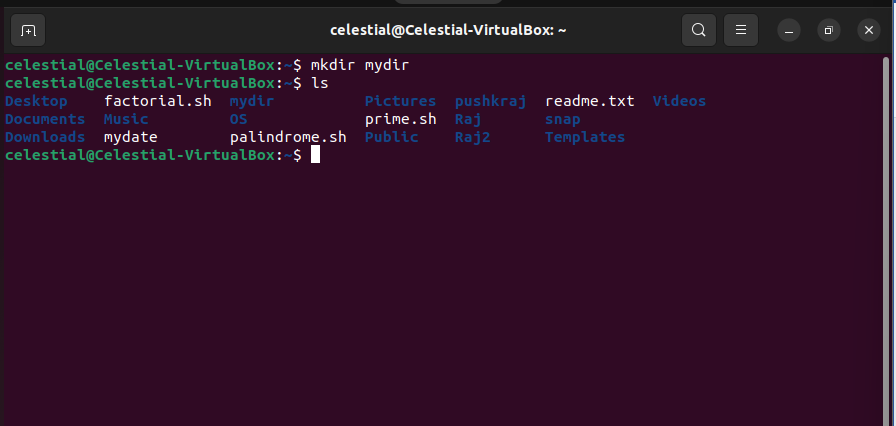 celestial@Celestial-VirtualBox: ~
celestial@Celestial-VirtualBox:~$ mkdir mydir
celestial@Celestial-VirtualBox:~$ ls
Desktop    factorial.sh  mydir          Pictures  pushkraj  readme.txt  Videos
Documents  Music         OS             prime.sh  Raj       snap
Downloads  mydate        palindrome.sh  Public    Raj2      Templates
celestial@Celestial-VirtualBox:~$